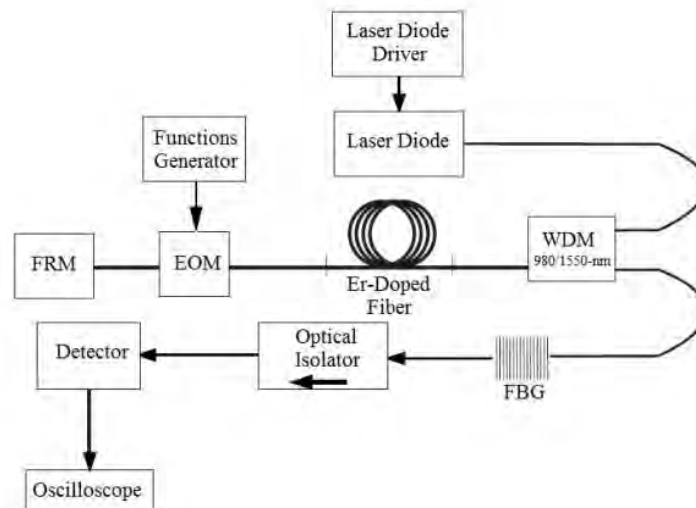 Laser Diode
Driver
Laser Diode
Functions
Generator
FRM
EOM
Er-Doped
Fiber
WDM
980/1550-nm
Detector
Optical
Isolator
FBG
Oscilloscope